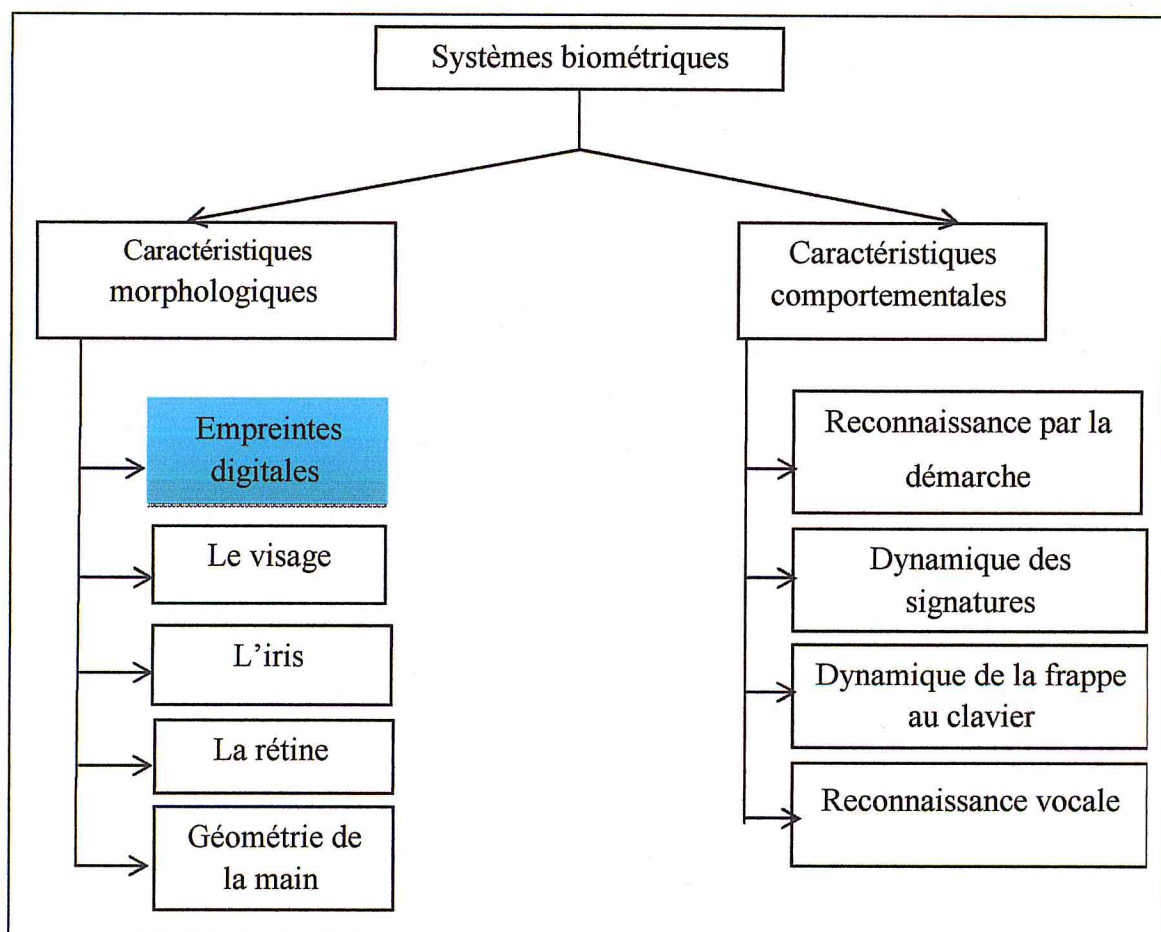 Systèmes biométriques
Caractéristiques
morphologiques
Empreintes
digitales
Le visage
L'iris
La rétine
Géométrie de
la main
Caractéristiques
comportementales
Reconnaissance par la
démarche
Dynamique des
signatures
Dynamique de la frappe
au clavier
Reconnaissance vocale